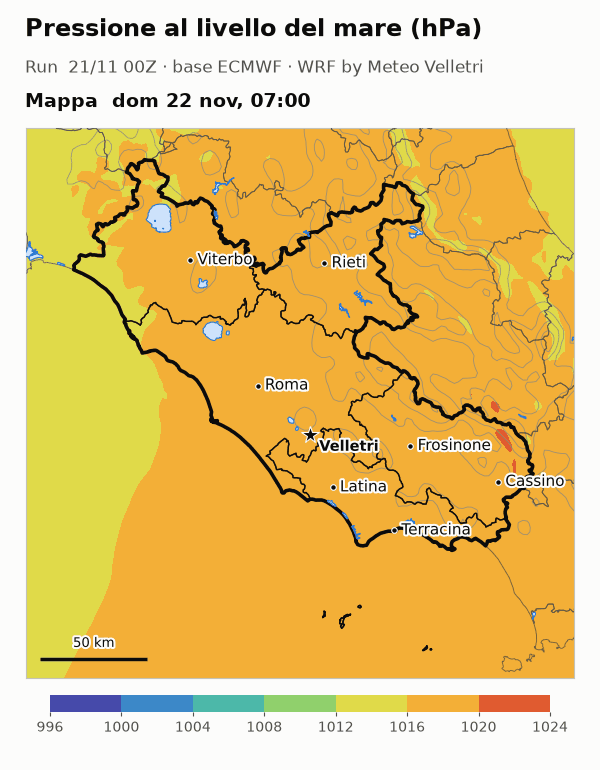 Pressione al livello del mare (hPa)
Run  21/11 00Z · base ECMWF · WRF by Meteo Velletri
Mappa  dom 22 nov, 07:00
Viterbo
Rieti
Roma
Velletri
Frosinone
Cassino
Latina
Terracina
50 km
996 1000 1004 1008 1012 1016 1020 1024